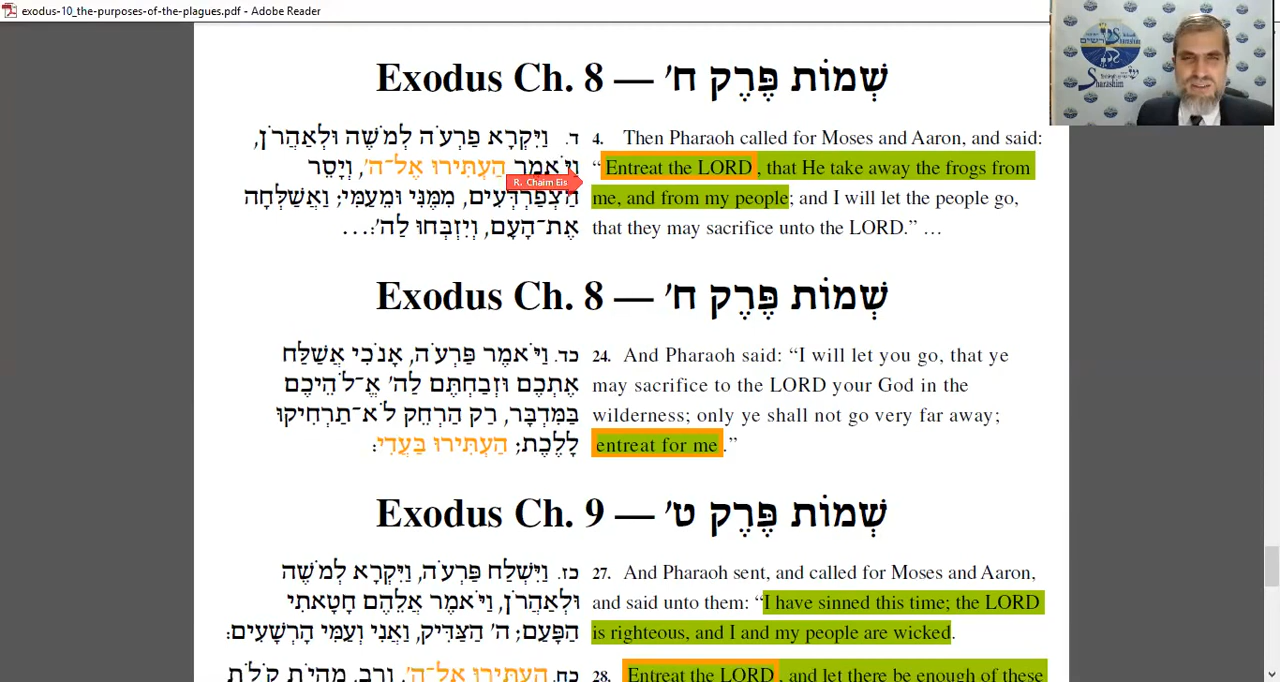 exodus-10_the-purposes-of-the-plagues.pdf - Adobe Reader
Exodus Ch. 8 — שְׁמוֹת פֶּרֶק ח׳
ד. וַיִּקְרָא פַרְעֹה לְמֹשֶׁה וּלְאַהֲרֹן,
וַיֹּאמֶר הַעְתִּירוּ אֶל־ה׳, וְיָסֵר
הַצְפַרְדְּעִים, מִמֶּנִּי וּמֵעַמִּי; וַאֲשַׁלְּחָה
אֶת־הָעָם, וְיִזְבְּחוּ לַה׳:...
4. Then Pharaoh called for Moses and Aaron, and said:
“Entreat the LORD, that He take away the frogs from
me, and from my people; and I will let the people go,
that they may sacrifice unto the LORD.” …
R. Chaim Eis
Exodus Ch. 8 — שְׁמוֹת פֶּרֶק ח׳
כד. וַיֹּאמֶר פַּרְעֹה, אָנֹכִי אֲשַׁלַּח
אֶתְכֶם וּזְבַחְתֶּם לַה׳ אֱ־לֹהֵיכֶם
בַּמִּדְבָּר, רַק הַרְחֵק לֹא־תַרְחִיקוּ
לָלֶכֶת; הַעְתִּירוּ בַּעֲדִי:
24. And Pharaoh said: “I will let you go, that ye
may sacrifice to the LORD your God in the
wilderness; only ye shall not go very far away;
entreat for me.”
Exodus Ch. 9 — שְׁמוֹת פֶּרֶק ט׳
כז. וַיִּשְׁלַח פַּרְעֹה, וַיִּקְרָא לְמֹשֶׁה
וּלְאַהֲרֹן, וַיֹּאמֶר אֲלֵהֶם חָטָאתִי
הַפָּעַם; ה׳ הַצַּדִּיק, וַאֲנִי וְעַמִּי הָרְשָׁעִים:
27. And Pharaoh sent, and called for Moses and Aaron,
and said unto them: “I have sinned this time; the LORD
is righteous, and I and my people are wicked.
כח. הַעְתִּירוּ אֶל־ה׳, וְרַב, מִהְיֹת קֹלֹת
28. Entreat the LORD, and let there be enough of these